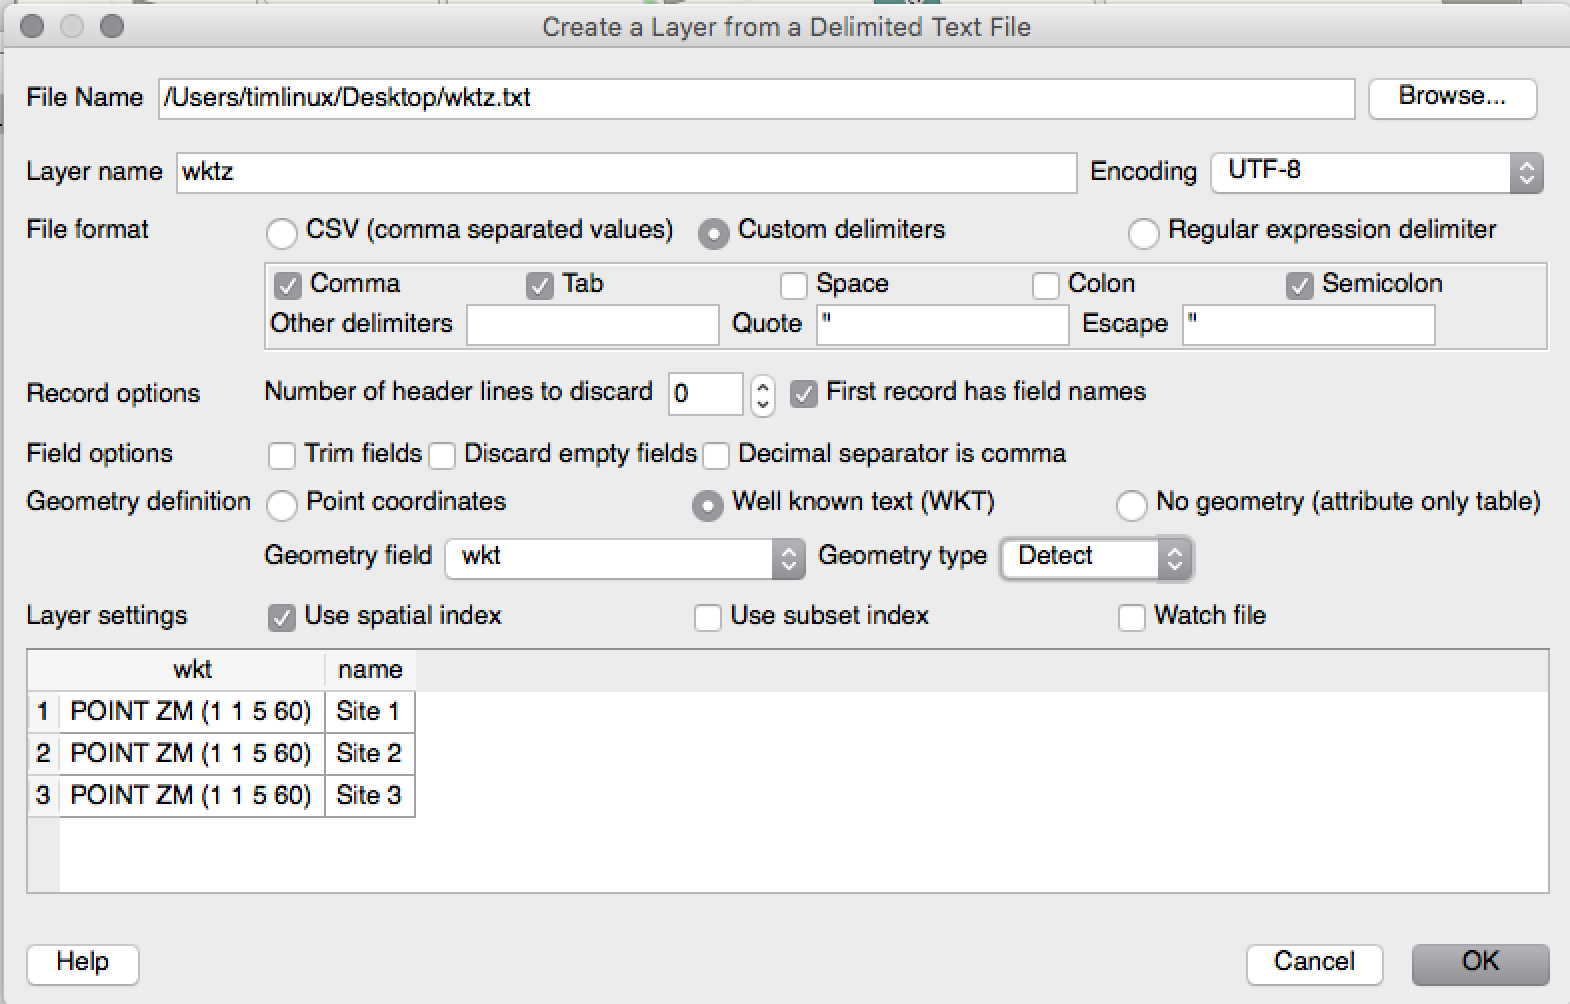 Create a Layer from a Delimited Text File
File Name /Users/timlinux/Desktop/wktz.txt Browse...
Layer name wktz Encoding UTF-8
File format CSV (comma separated values) Custom delimiters Regular expression delimiter
Comma Tab Space Colon Semicolon
Other delimiters Quote " Escape "
Record options Number of header lines to discard 0 First record has field names
Field options Trim fields Discard empty fields Decimal separator is comma
Geometry definition Point coordinates Well known text (WKT) No geometry (attribute only table)
Geometry field wkt Geometry type Detect
Layer settings Use spatial index Use subset index Watch file
wkt name
1 POINT ZM (1 1 5 60) Site 1
2 POINT ZM (1 1 5 60) Site 2
3 POINT ZM (1 1 5 60) Site 3
Help Cancel OK